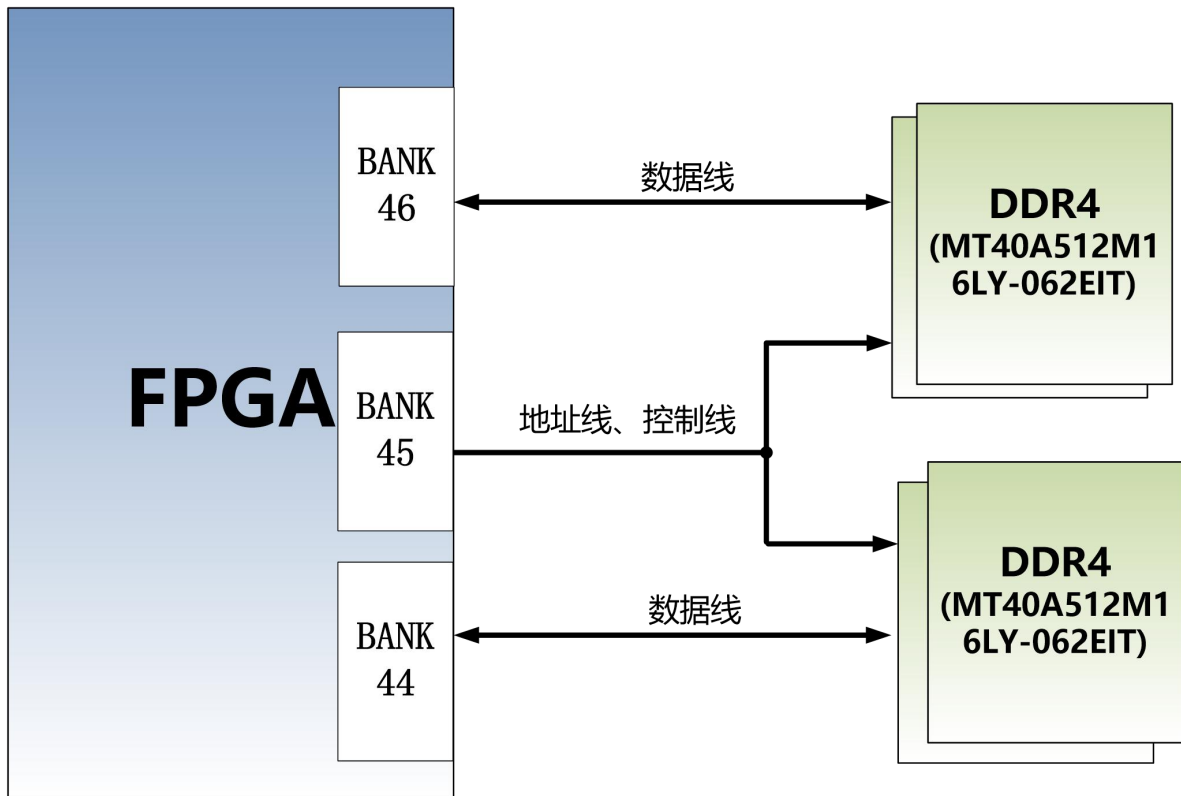 FPGA
BANK
46
数据线
DDR4
(MT40A512M1
6LY-062EIT)
BANK
45
地址线、控制线
BANK
44
数据线
DDR4
(MT40A512M1
6LY-062EIT)